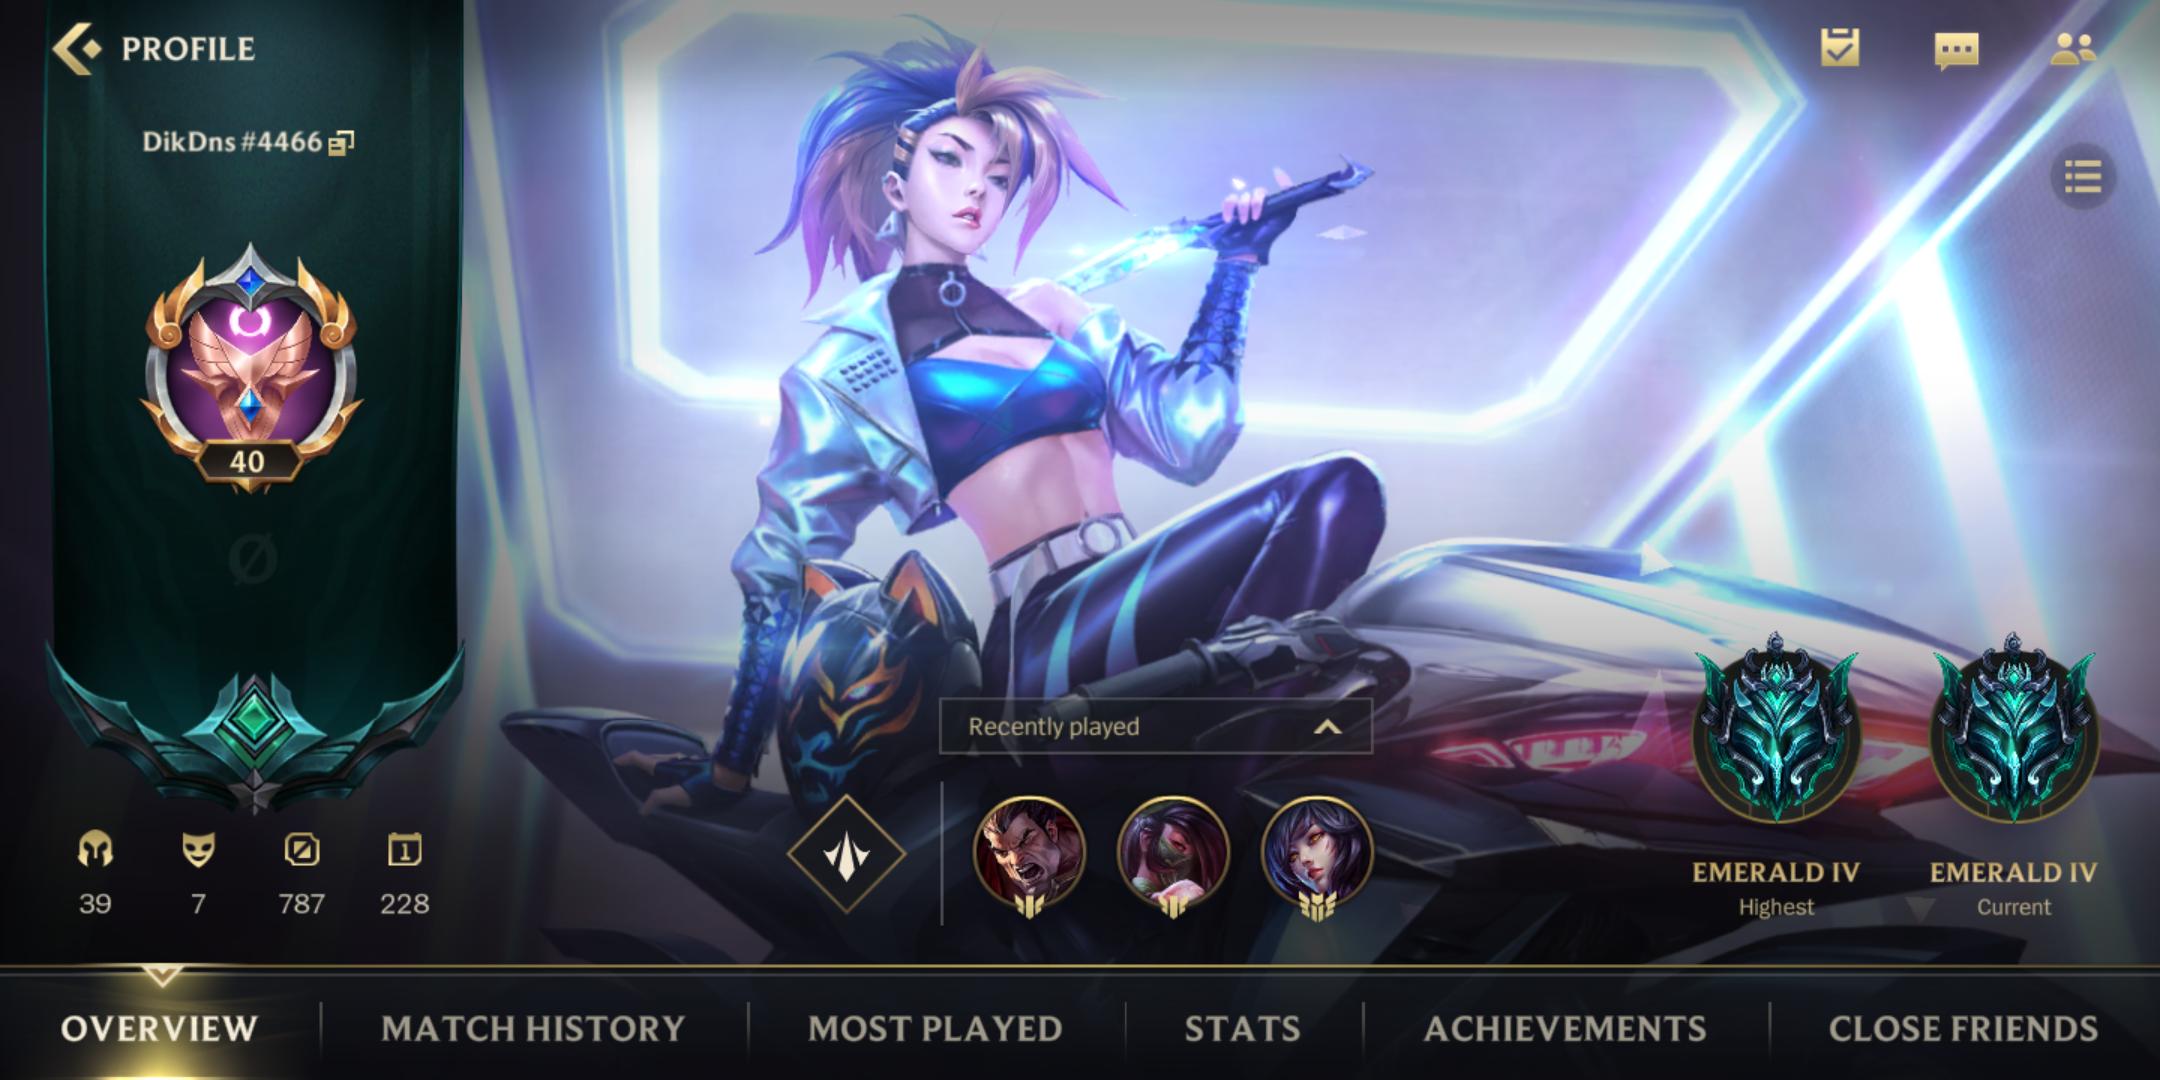 PROFILE
DikDns #4466
40
39
7
787
1
228
Recently played
EMERALD IV
Highest
EMERALD IV
Current
OVERVIEW
MATCH HISTORY
MOST PLAYED
STATS
ACHIEVEMENTS
CLOSE FRIENDS